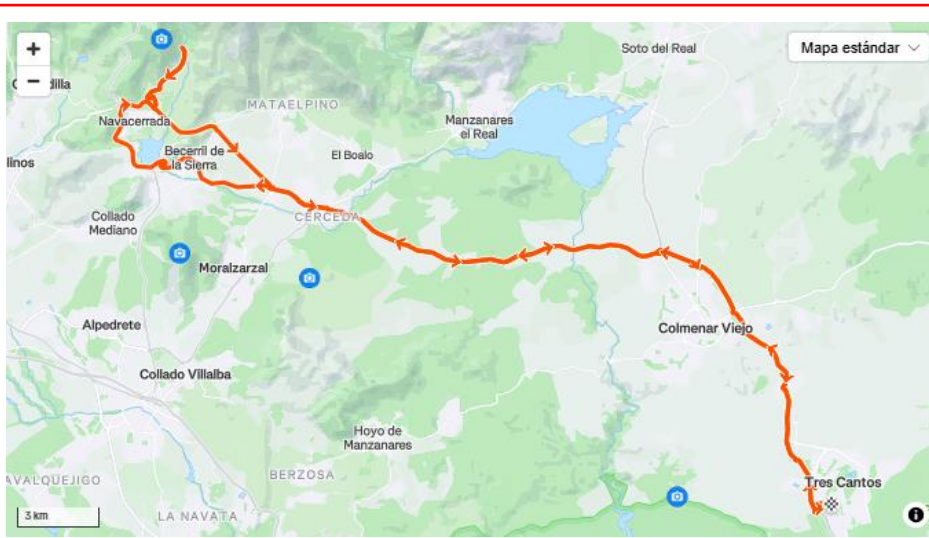 +
Soto del Real
Mapa estándar
−
dilla
MATAELPINO
Manzanares
el Real
Navacerrada
Becerril de
la Sierra
El Boalo
linos
CERCEDA
Collado
Mediano
Moralzarzal
Alpedrete
Colmenar Viejo
Collado Villalba
Hoyo de
Manzanares
BERZOSA
AVALQUEJIGO
Tres Cantos
3 km
LA NAVATA